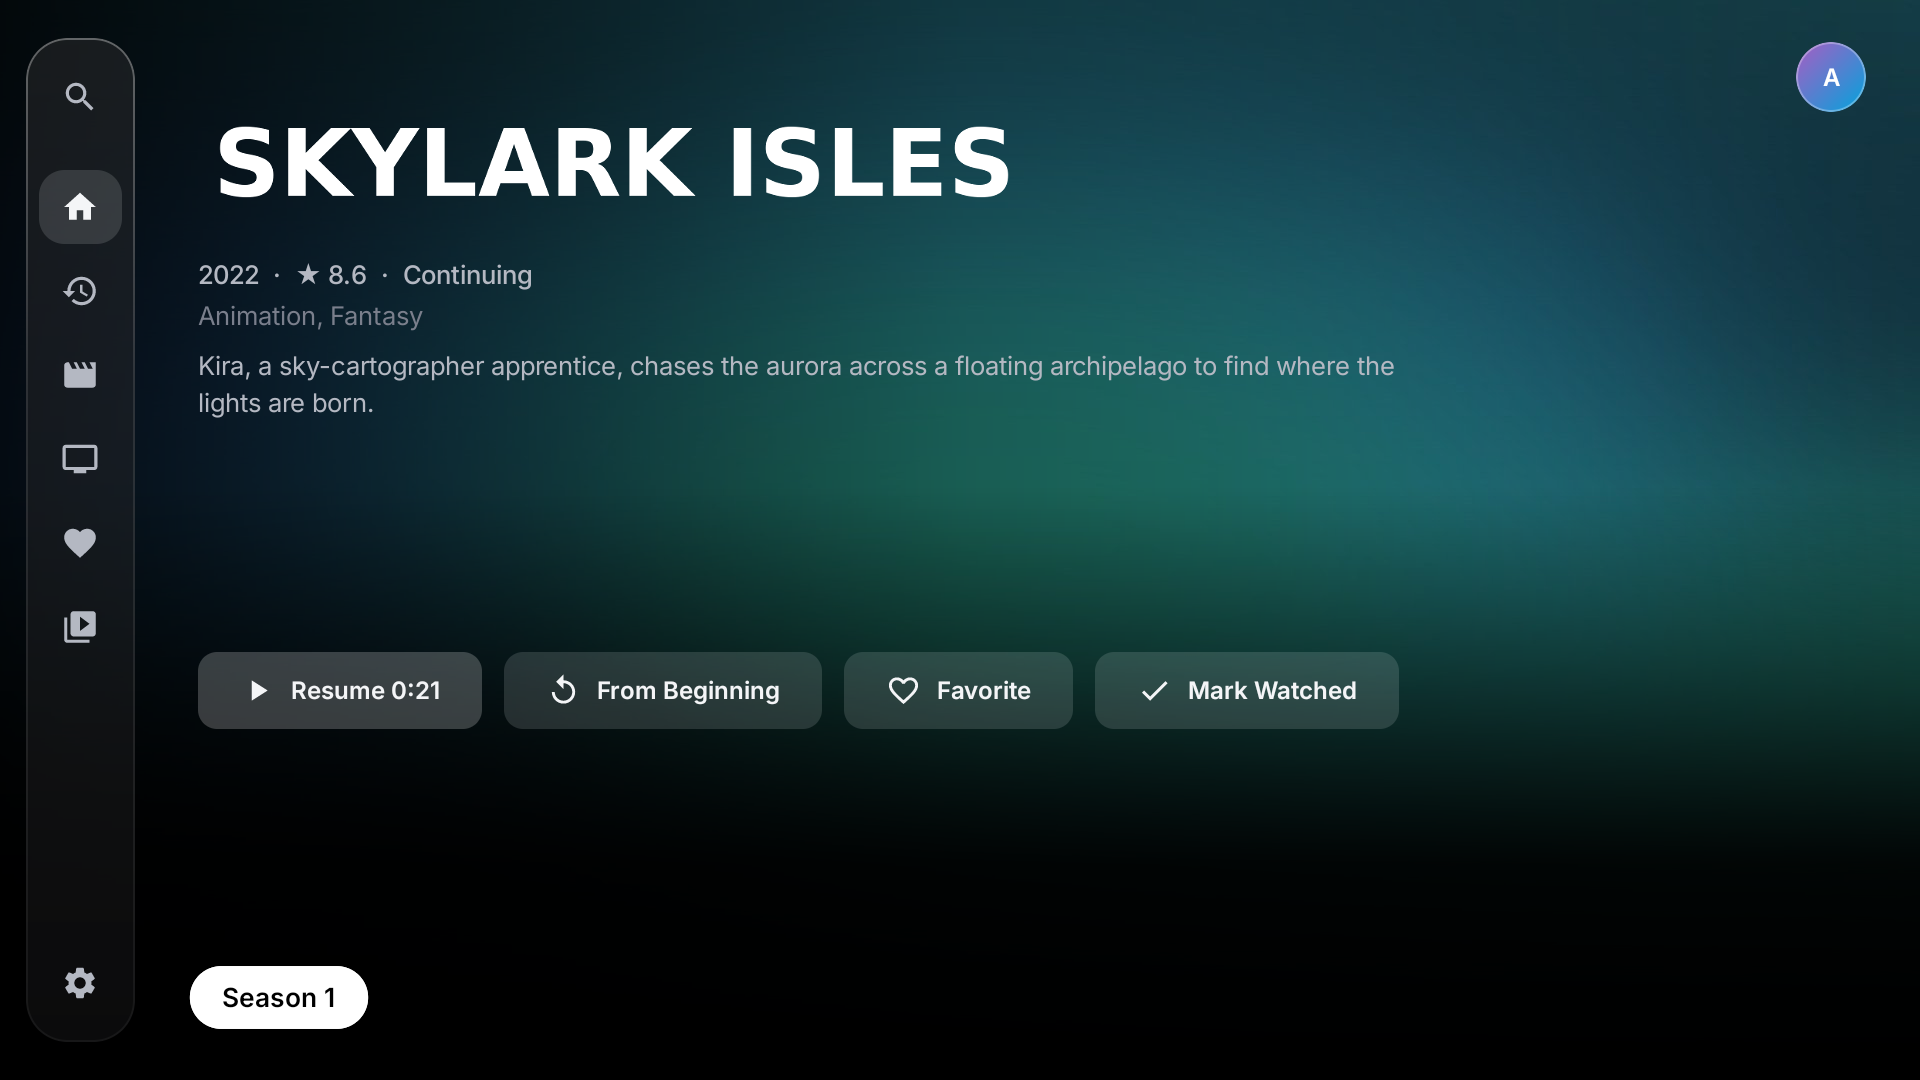 A
SKYLARK ISLES
2022 · ★ 8.6 · Continuing
Animation, Fantasy
Kira, a sky-cartographer apprentice, chases the aurora across a floating archipelago to find where the
lights are born.
Resume 0:21
From Beginning
Favorite
Mark Watched
Season 1